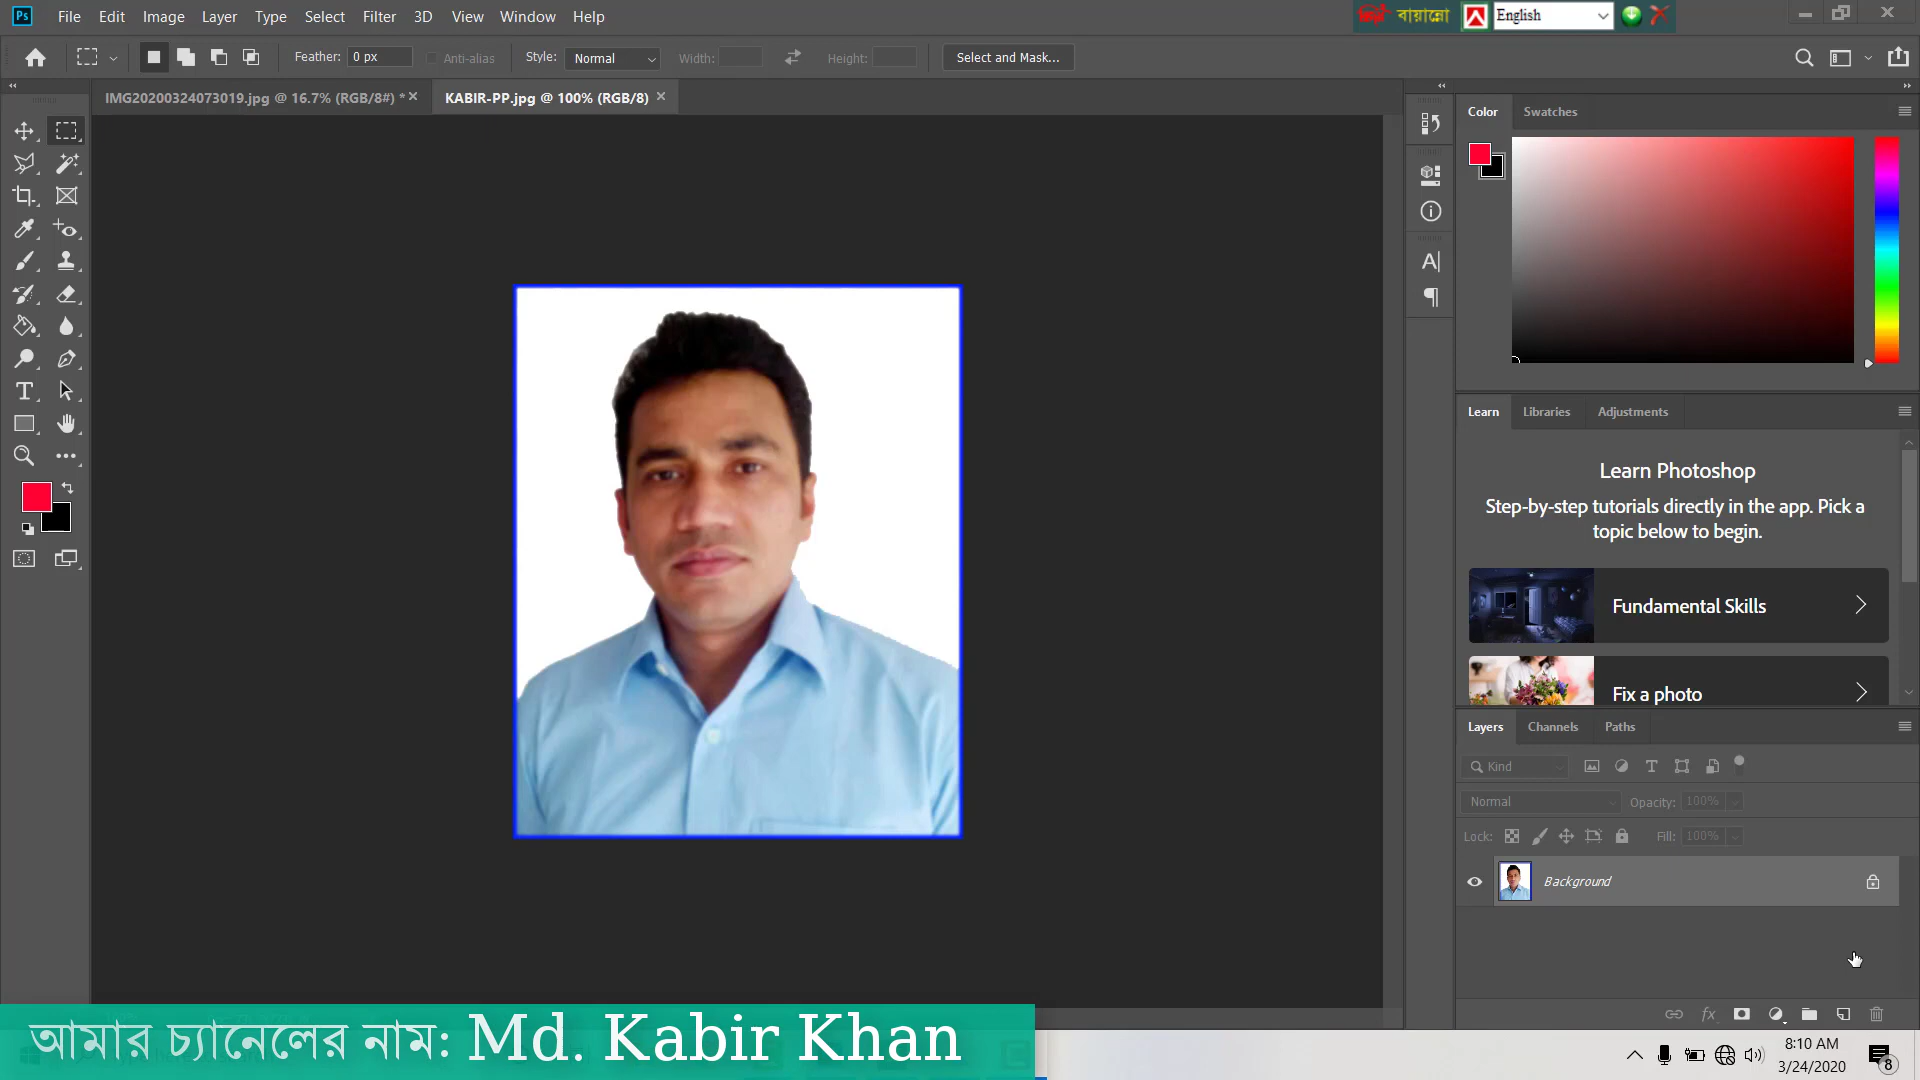 Ps File Edit Image Layer Type Select Filter 3D View Window Help
বায়ান্নো English
Feather: 0 px Anti-alias Style: Normal Width: Height: Select and Mask...
IMG20200324073019.jpg @ 16.7% (RGB/8#) * KABIR-PP.jpg @ 100% (RGB/8)
Color Swatches
Learn Libraries Adjustments
Learn Photoshop
Step-by-step tutorials directly in the app. Pick a
topic below to begin.
Fundamental Skills
Fix a photo
Layers Channels Paths
Kind
Normal Opacity: 100%
Lock: Fill: 100%
Background
আমার চ্যানেলের নাম: Md. Kabir Khan
8:10 AM
3/24/2020
8